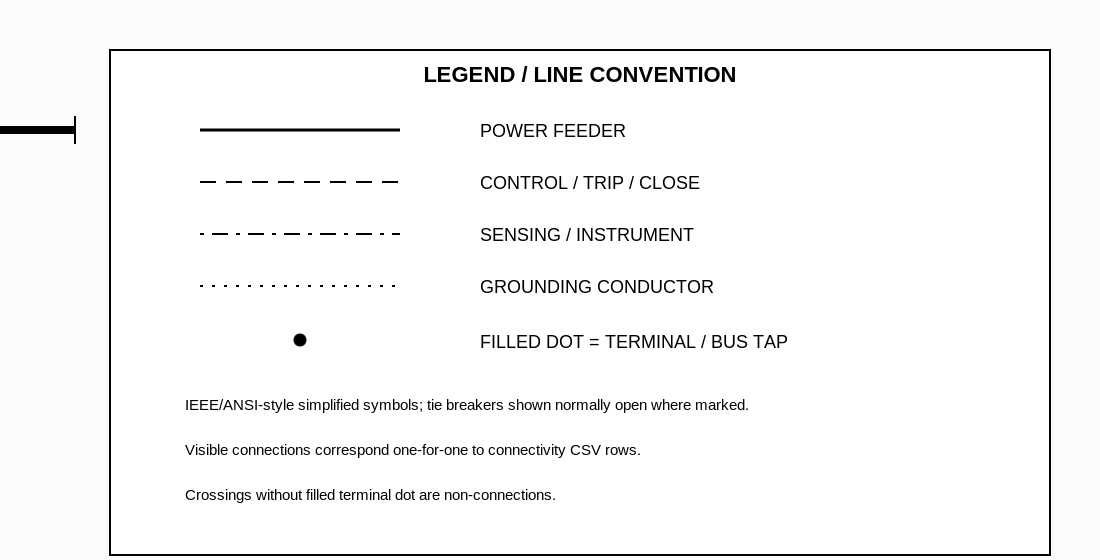 LEGEND / LINE CONVENTION
POWER FEEDER
CONTROL / TRIP / CLOSE
SENSING / INSTRUMENT
GROUNDING CONDUCTOR
FILLED DOT = TERMINAL / BUS TAP
IEEE/ANSI-style simplified symbols; tie breakers shown normally open where marked.
Visible connections correspond one-for-one to connectivity CSV rows.
Crossings without filled terminal dot are non-connections.